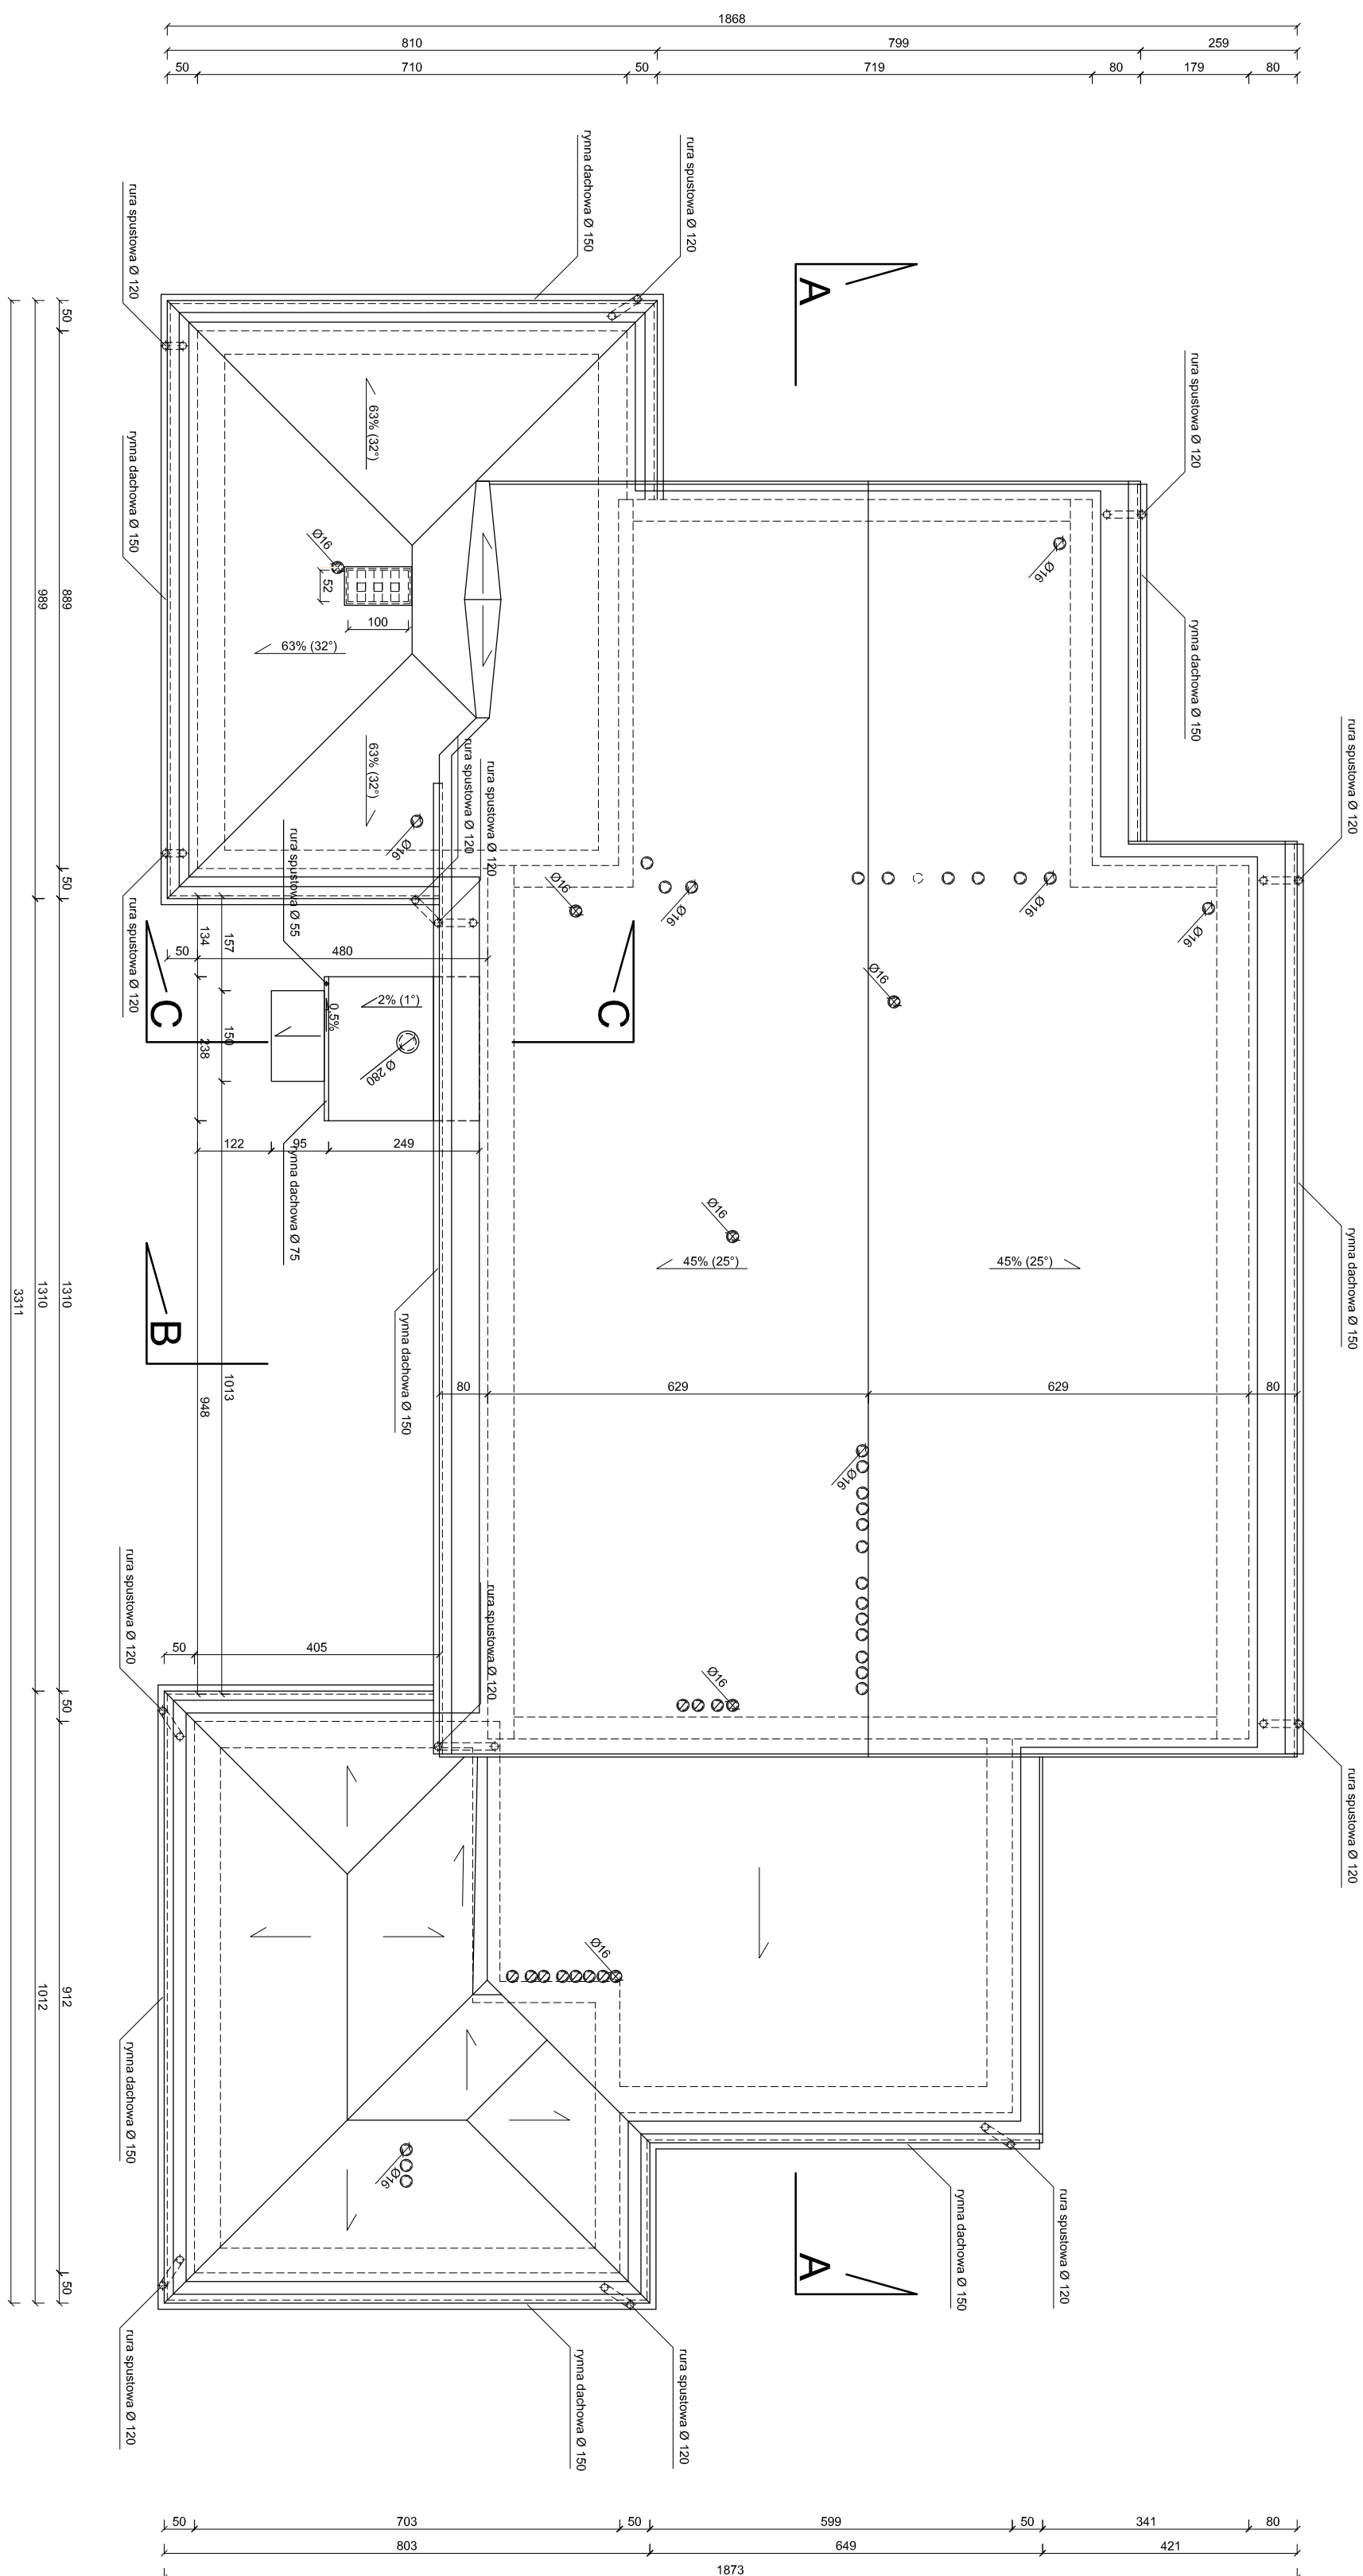 1868
810
799
259
50
710
50
719
80
179
80
rura spustowa Ø 120
rynna dachowa Ø 150
rura spustowa Ø 120
A
rura spustowa Ø 120
rynna dachowa Ø 150
rura spustowa Ø 120
rynna dachowa Ø 150
rura spustowa Ø 120
rynna dachowa Ø 150
63% (32°)
Ø16
52
100
63% (32°)
63% (32°)
Ø16
rura spustowa Ø 120
rura spustowa Ø 120
rura spustowa Ø 55
rura spustowa Ø 120
Ø16
Ø16
Ø16
Ø16
Ø16
Ø16
50
480
134
157
C
C
2% (1°)
0,5%
150
238
Ø 280
122
95
249
rynna dachowa Ø 75
Ø16
45% (25°)
45% (25°)
B
rynna dachowa Ø 150
1013
948
80
629
629
80
Ø16
rura spustowa Ø 120
rura spustowa Ø 120
50
405
Ø16
rura spustowa Ø 120
Ø16
Ø16
rynna dachowa Ø 150
rura spustowa Ø 120
rynna dachowa Ø 150
rura spustowa Ø 120
A
rura spustowa Ø 120
rynna dachowa Ø 150
50
889
50
1310
50
912
50
989
1310
1012
3311
50
703
50
599
50
341
80
803
649
421
1873